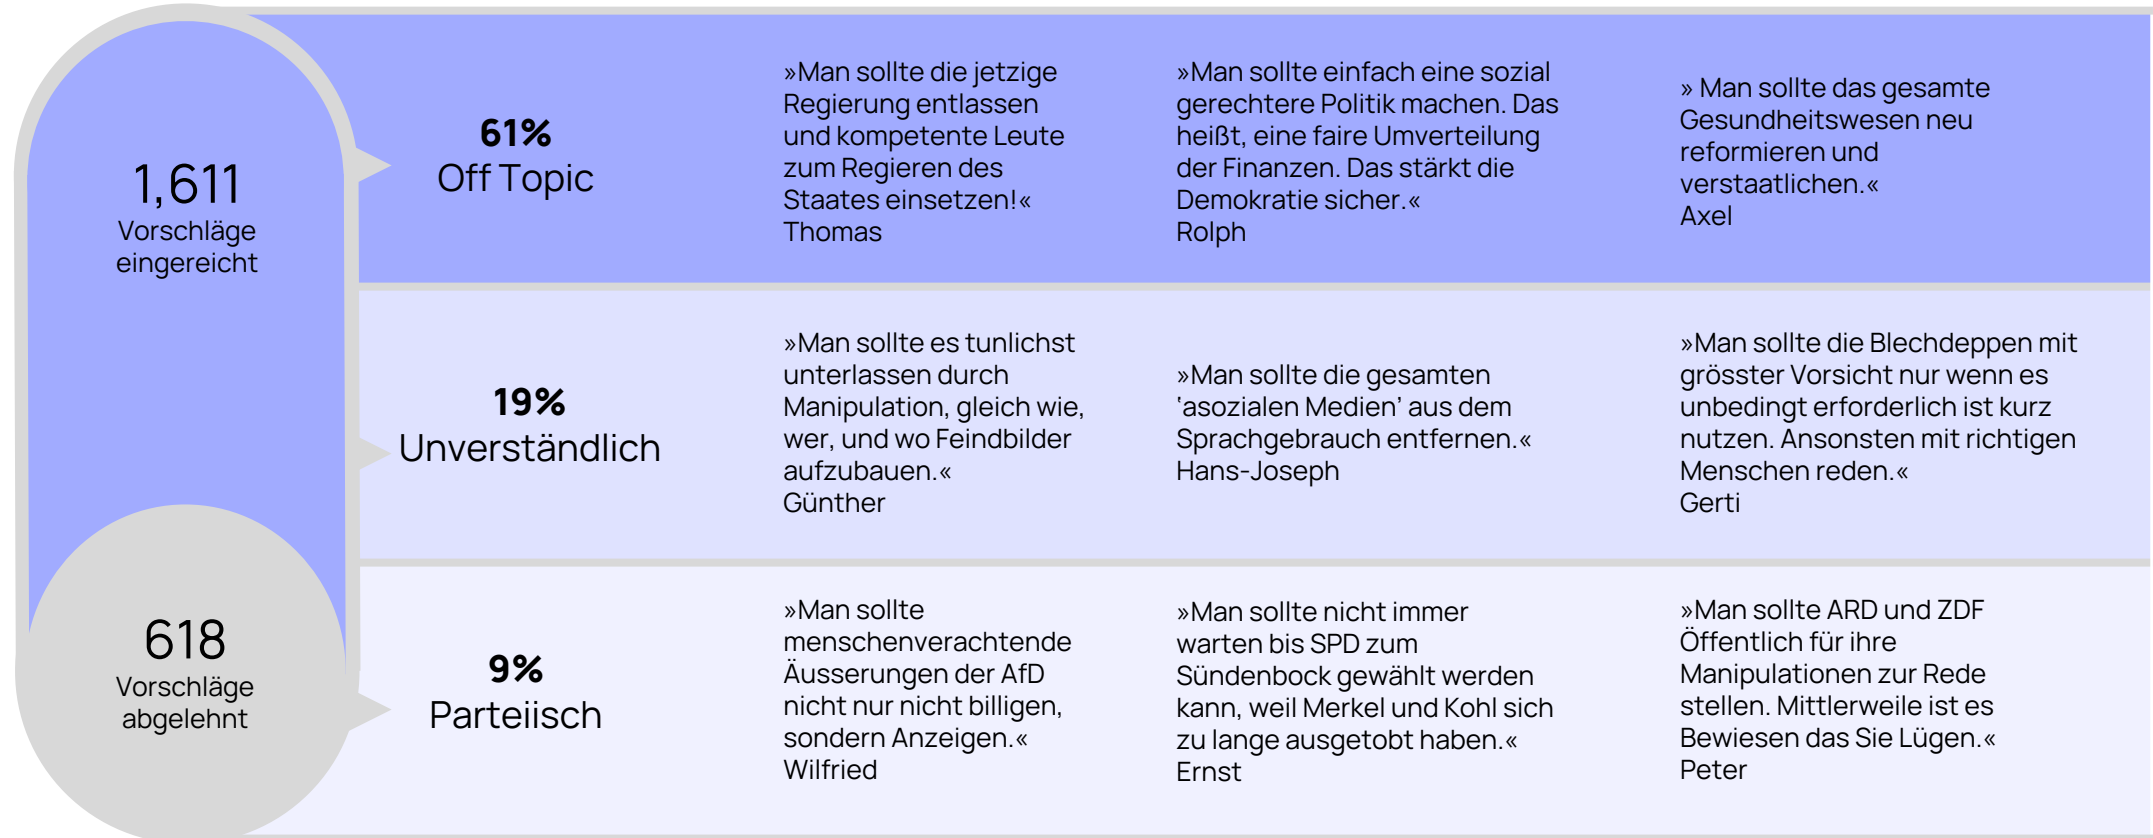 1,611
Vorschläge
eingereicht
61%
Off Topic
»Man sollte die jetzige
Regierung entlassen
und kompetente Leute
zum Regieren des
Staates einsetzen!«
Thomas
»Man sollte einfach eine sozial
gerechtere Politik machen. Das
heißt, eine faire Umverteilung
der Finanzen. Das stärkt die
Demokratie sicher.«
Rolph
» Man sollte das gesamte
Gesundheitswesen neu
reformieren und
verstaatlichen.«
Axel
19%
Unverständlich
»Man sollte es tunlichst
unterlassen durch
Manipulation, gleich wie,
wer, und wo Feindbilder
aufzubauen.«
Günther
»Man sollte die gesamten
‘asozialen Medien’ aus dem
Sprachgebrauch entfernen.«
Hans-Joseph
»Man sollte die Blechdeppen mit
grösster Vorsicht nur wenn es
unbedingt erforderlich ist kurz
nutzen. Ansonsten mit richtigen
Menschen reden.«
Gerti
618
Vorschläge
abgelehnt
9%
Parteiisch
»Man sollte
menschenverachtende
Äusserungen der AfD
nicht nur nicht billigen,
sondern Anzeigen.«
Wilfried
»Man sollte nicht immer
warten bis SPD zum
Sündenbock gewählt werden
kann, weil Merkel und Kohl sich
zu lange ausgetobt haben.«
Ernst
»Man sollte ARD und ZDF
Öffentlich für ihre
Manipulationen zur Rede
stellen. Mittlerweile ist es
Bewiesen das Sie Lügen.«
Peter